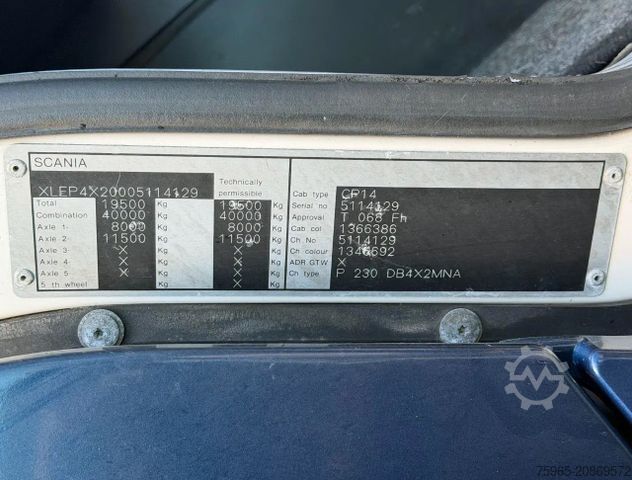 SCANIA
XLEP4X20005114129 Technically permissible
Total 19500 Kg 19500 Kg
Combination 40000 Kg 40000 Kg
Axle 1- 8000 Kg 8000 Kg
Axle 2- 11500 Kg 11500 Kg
Axle 3- X Kg X Kg
Axle 4 X Kg X Kg
Axle 5 X Kg X Kg
5 th wheel Kg Kg
Cab type CP14
Serial no 5114129
Approval T 068 Fh
Cab col 1366386
Ch No 5114129
Ch colour 1346692
ADR GTW X
Ch type P 230 DB4X2MNA
75965-20869572